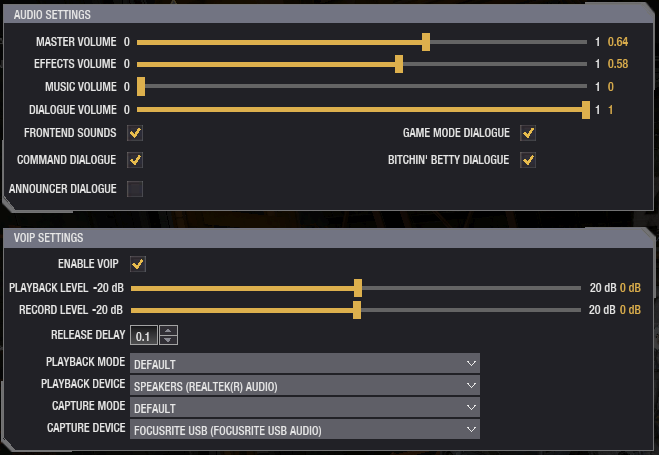 AUDIO SETTINGS
MASTER VOLUME 0 1 0.64
EFFECTS VOLUME 0 1 0.58
MUSIC VOLUME 0 1 0
DIALOGUE VOLUME 0 1 1
FRONTEND SOUNDS GAME MODE DIALOGUE
COMMAND DIALOGUE BITCHIN' BETTY DIALOGUE
ANNOUNCER DIALOGUE
VOIP SETTINGS
ENABLE VOIP
PLAYBACK LEVEL -20 dB 20 dB 0 dB
RECORD LEVEL -20 dB 20 dB 0 dB
RELEASE DELAY 0.1
PLAYBACK MODE DEFAULT
PLAYBACK DEVICE SPEAKERS (REALTEK(R) AUDIO)
CAPTURE MODE DEFAULT
CAPTURE DEVICE FOCUSRITE USB (FOCUSRITE USB AUDIO)